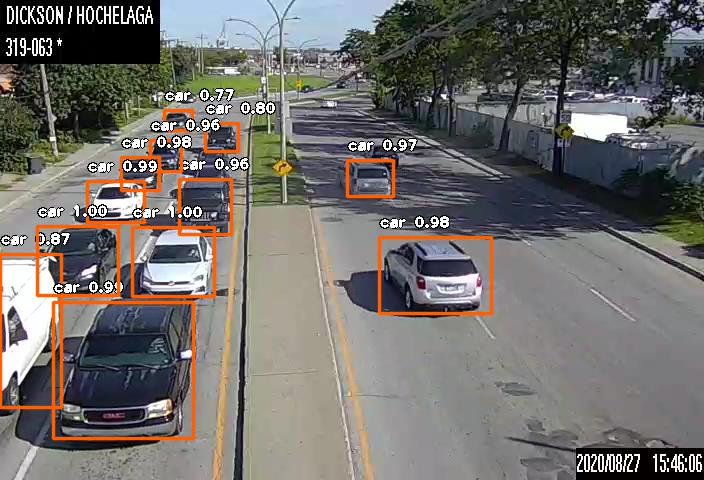 DICKSON / HOCHELAGA
319-063 *
car 0.77
car 0.80
car 0.96
car 0.98
car 0.97
car 0.99
car 0.96
car 1.00
car 1.00
car 0.98
car 0.87
car 0.99
GMC
2020/08/27 15:46:06